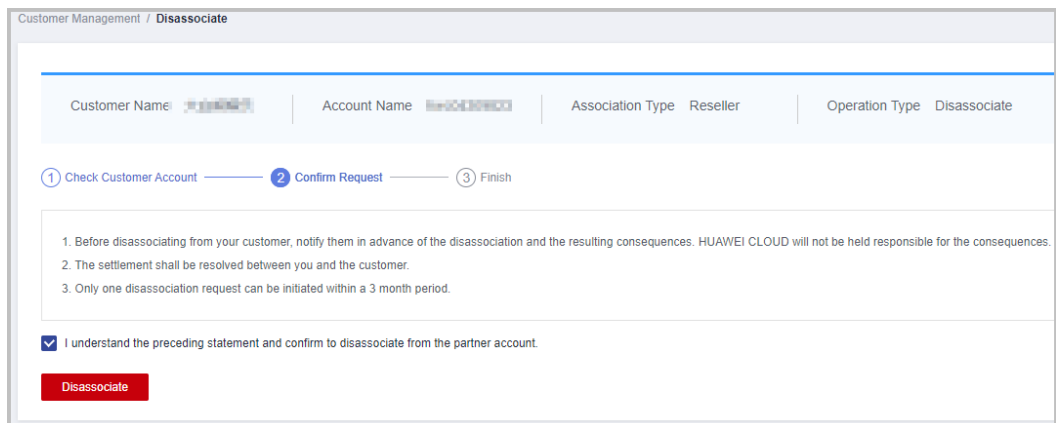 Customer Management / Disassociate
Customer Name Account Name Association Type Reseller Operation Type Disassociate
1 Check Customer Account 2 Confirm Request 3 Finish
1. Before disassociating from your customer, notify them in advance of the disassociation and the resulting consequences. HUAWEI CLOUD will not be held responsible for the consequences.
2. The settlement shall be resolved between you and the customer.
3. Only one disassociation request can be initiated within a 3 month period.
I understand the preceding statement and confirm to disassociate from the partner account.
Disassociate